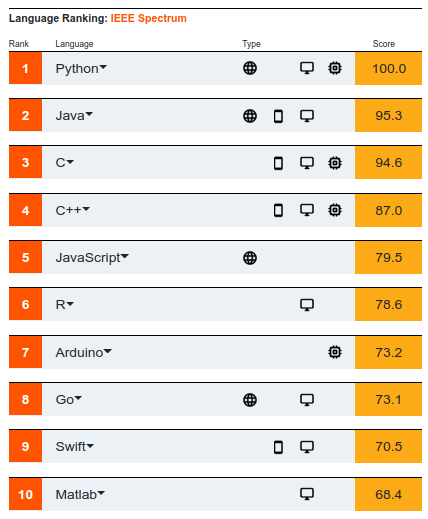 Language Ranking: IEEE Spectrum
Rank Language Type Score
1 Python 100.0
2 Java 95.3
3 C 94.6
4 C++ 87.0
5 JavaScript 79.5
6 R 78.6
7 Arduino 73.2
8 Go 73.1
9 Swift 70.5
10 Matlab 68.4